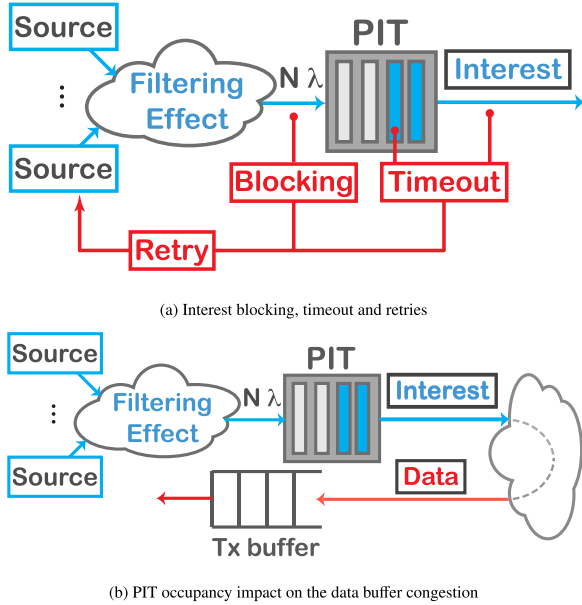 Source
⋮
Source
Filtering
Effect
N λ
PIT
Interest
Blocking
Timeout
Retry
(a) Interest blocking, timeout and retries
Source
⋮
Source
Filtering
Effect
N λ
PIT
Interest
Data
Tx buffer
(b) PIT occupancy impact on the data buffer congestion